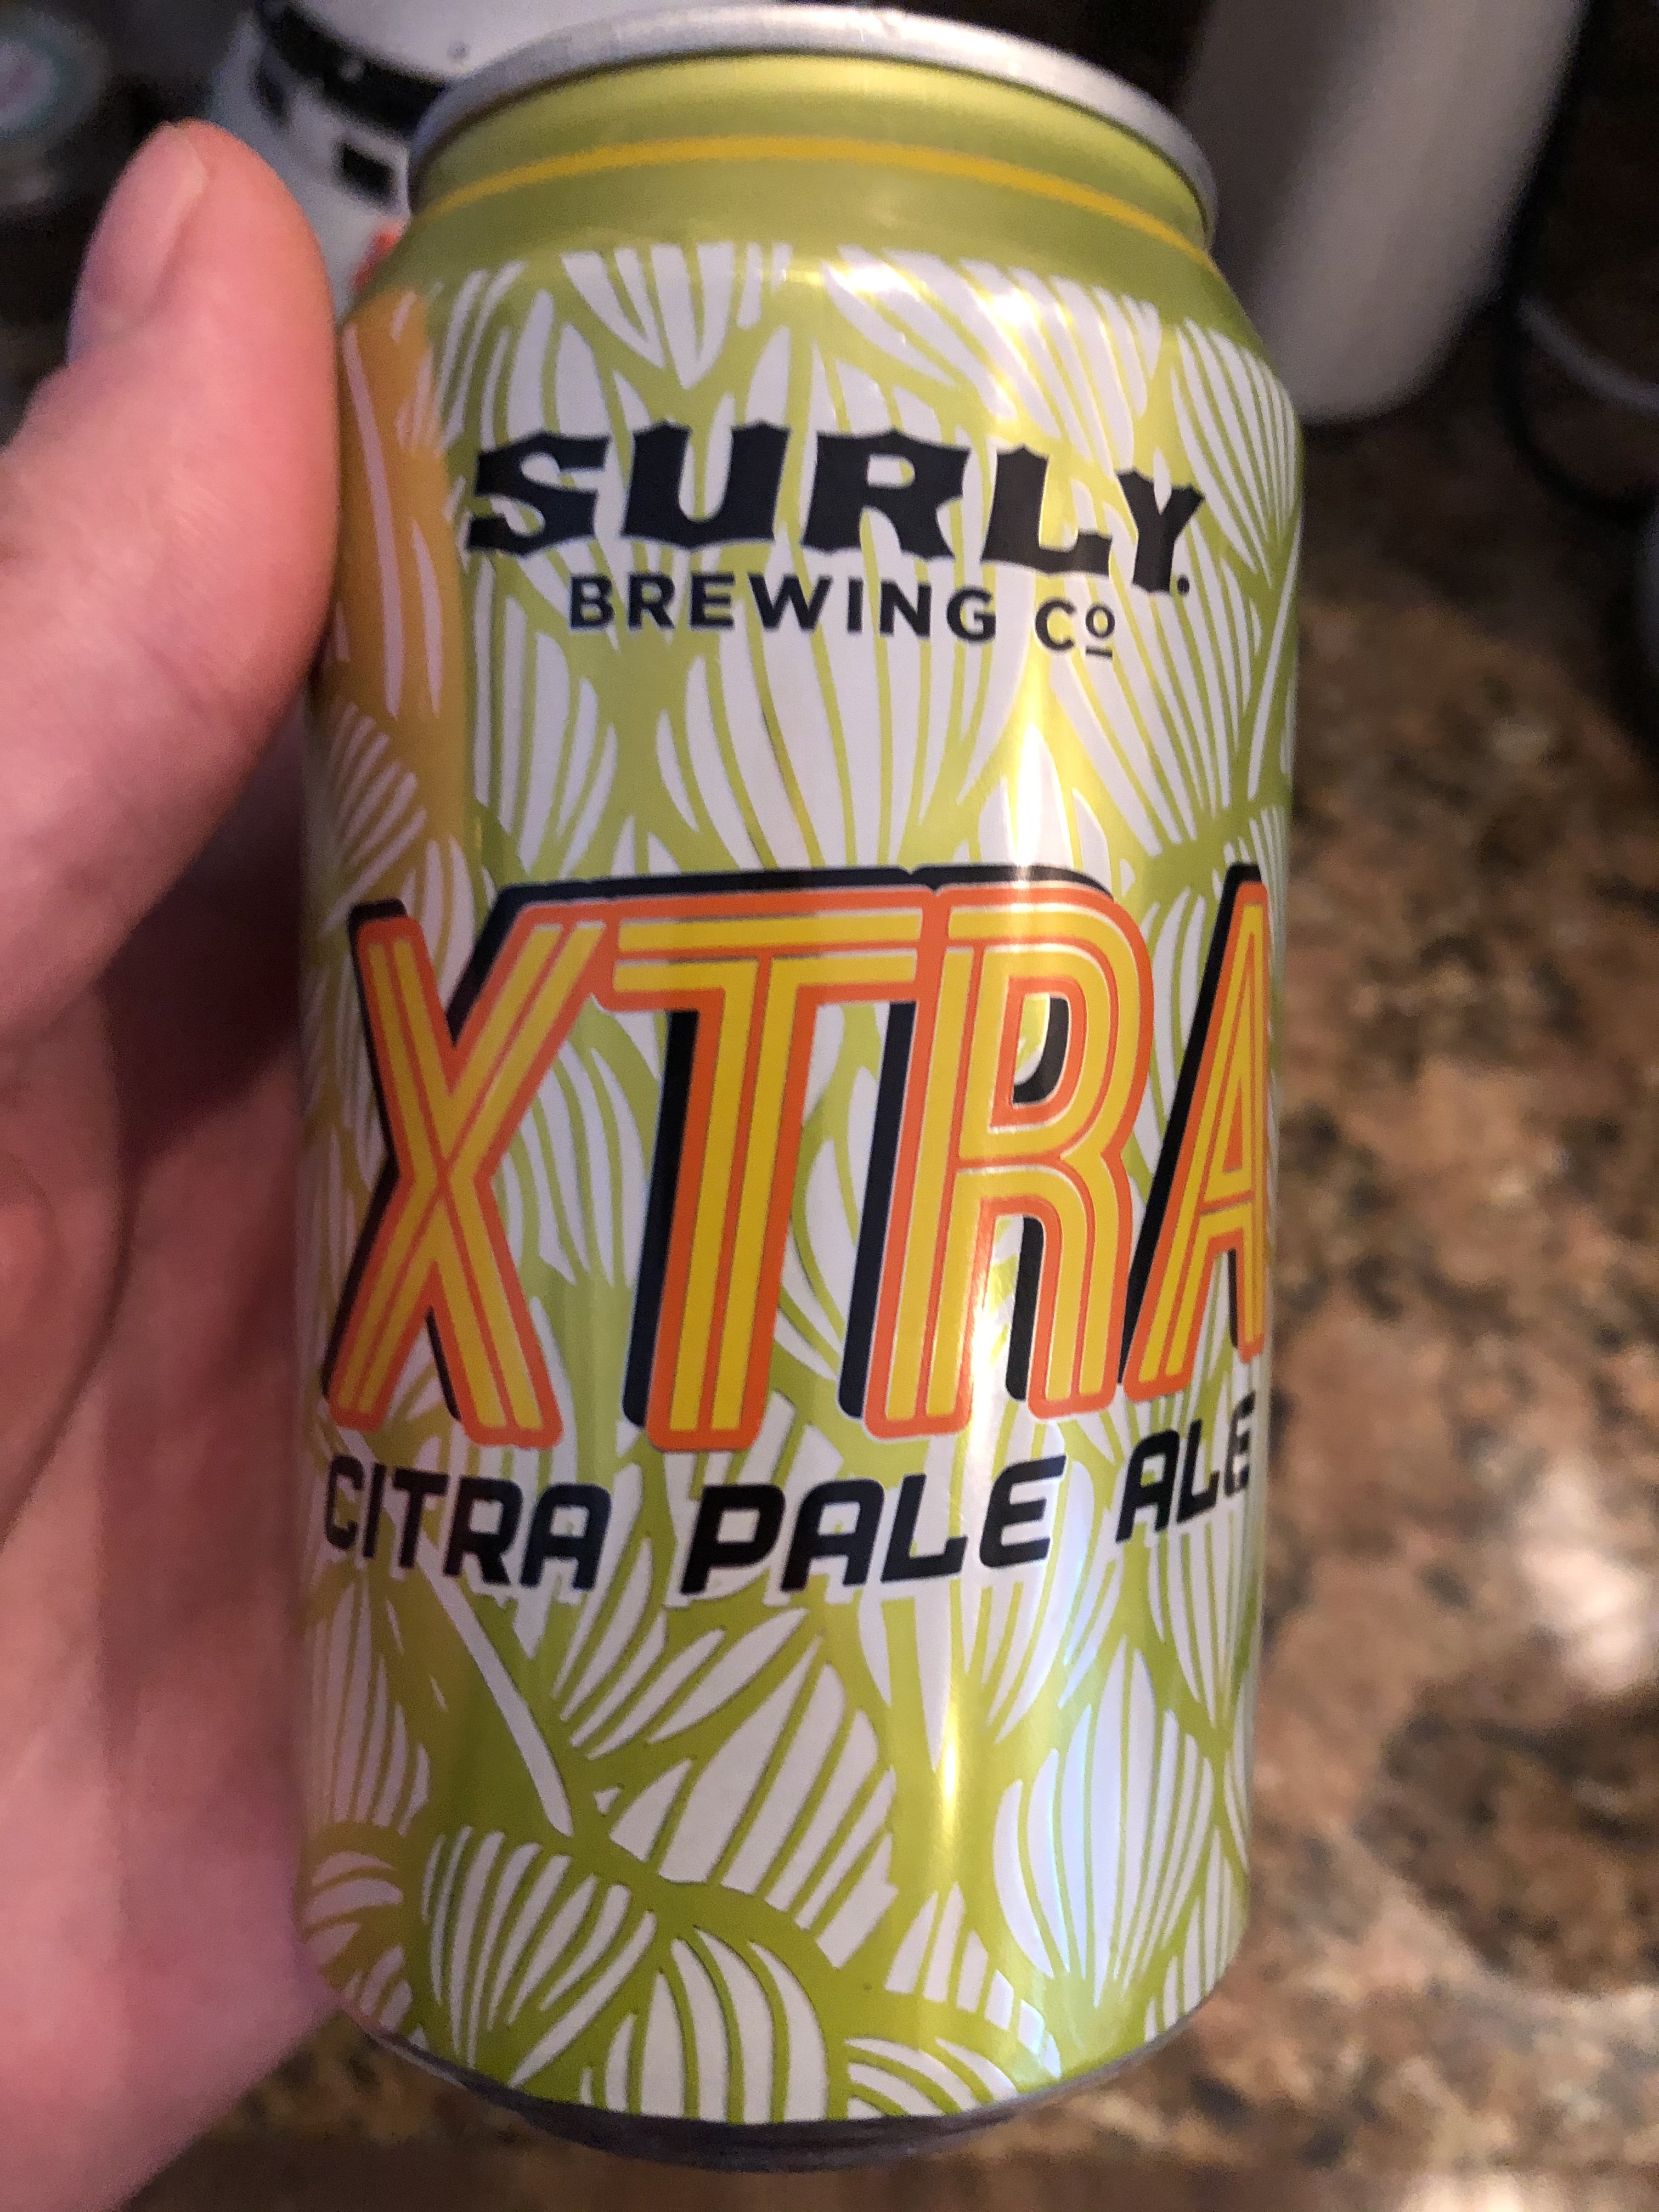 SURLY
BREWING Co
XTRA
CITRA PALE ALE